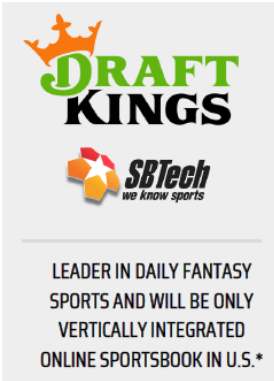 DRAFT
KINGS
SBTech
we know sports
LEADER IN DAILY FANTASY
SPORTS AND WILL BE ONLY
VERTICALLY INTEGRATED
ONLINE SPORTSBOOK IN U.S.*